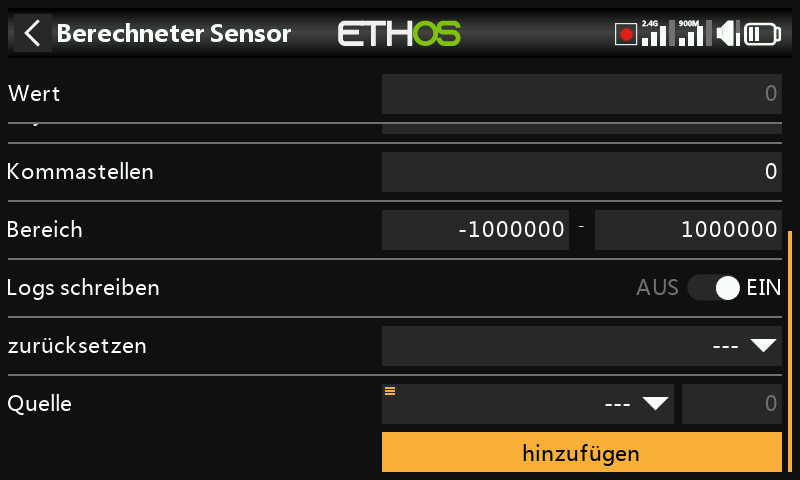 Berechneter Sensor
ETHOS
2.4G 900M
Wert 0
Kommastellen 0
Bereich -1000000 - 1000000
Logs schreiben AUS EIN
zurücksetzen ---
Quelle --- 0
hinzufügen